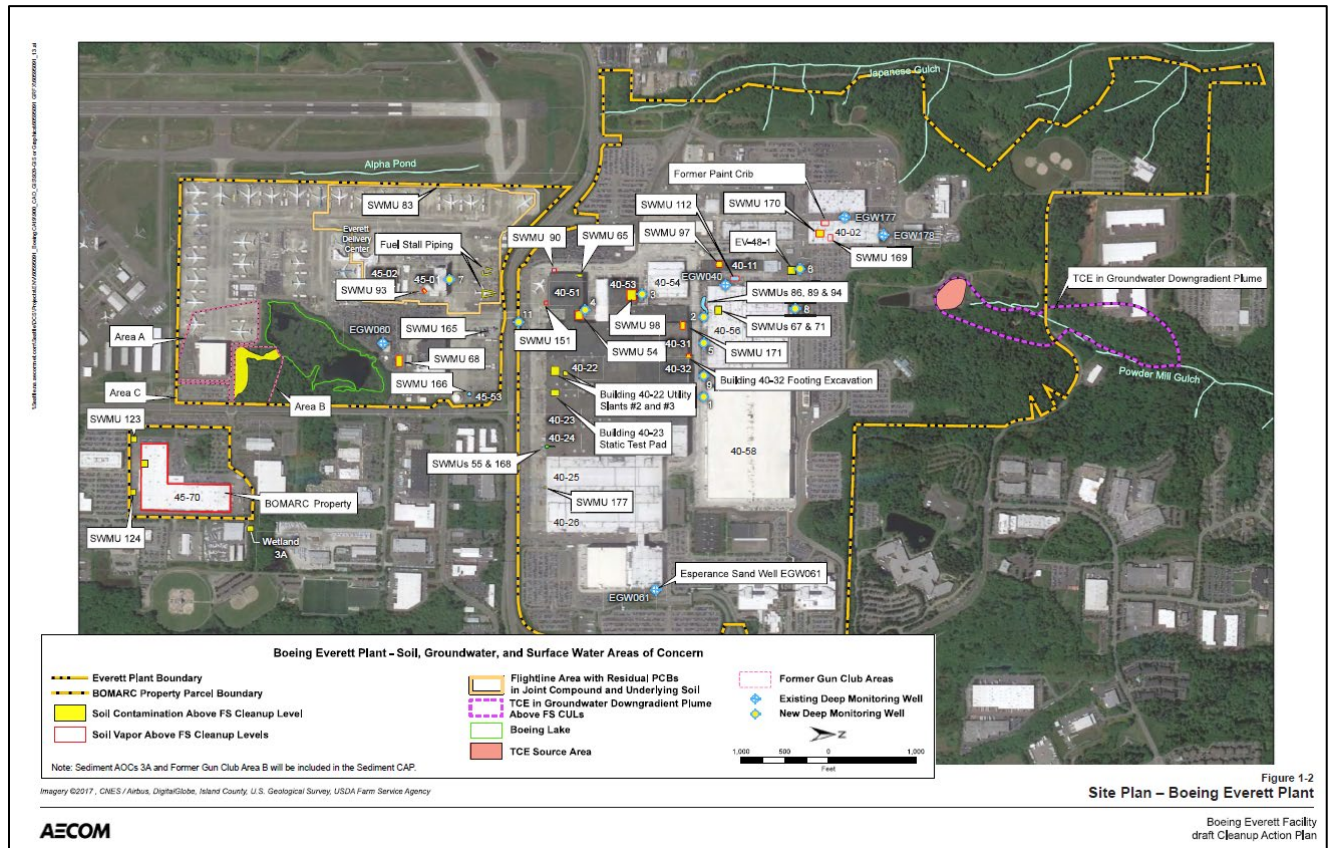 Japanese Gulch
Alpha Pond
Former Paint Crib
SWMU 83
SWMU 112
SWMU 170
EGW177
SWMU 90
SWMU 65
SWMU 97
EV-48-1
40-02
EGW178
Everett
Delivery
Center
Fuel Stall Piping
SWMU 169
TCE in Groundwater Downgradient Plume
45-02
45-01
7
40-11
6
EGW040
SWMU 93
40-51
40-53
40-54
3
4
SWMUs 86, 89 & 94
Area A
EGW060
SWMU 165
11
SWMU 98
2
40-56
8
SWMUs 67 & 71
SWMU 151
SWMU 54
40-31
SWMU 171
5
SWMU 68
40-32
Building 40-32 Footing Excavation
Powder Mill Gulch
Area C
Area B
SWMU 166
45-53
40-22
Building 40-22 Utility
Slants #2 and #3
9
1
SWMU 123
40-23
Building 40-23
Static Test Pad
40-24
SWMUs 55 & 168
40-58
45-70
BOMARC Property
40-25
SWMU 177
40-26
SWMU 124
Wetland
3A
Esperance Sand Well EGW061
EGW061
Boeing Everett Plant – Soil, Groundwater, and Surface Water Areas of Concern
Everett Plant Boundary
BOMARC Property Parcel Boundary
Soil Contamination Above FS Cleanup Level
Soil Vapor Above FS Cleanup Levels
Flightline Area with Residual PCBs
in Joint Compound and Underlying Soil
TCE in Groundwater Downgradient Plume
Above FS CULs
Boeing Lake
TCE Source Area
Former Gun Club Areas
Existing Deep Monitoring Well
New Deep Monitoring Well
Z
1,000 500 0 1,000
Feet
Note: Sediment AOCs 3A and Former Gun Club Area B will be included in the Sediment CAP.
Imagery ©2017 , CNES / Airbus, DigitalGlobe, Island County, U.S. Geological Survey, USDA Farm Service Agency
Figure 1-2
Site Plan – Boeing Everett Plant
AECOM
Boeing Everett Facility
draft Cleanup Action Plan